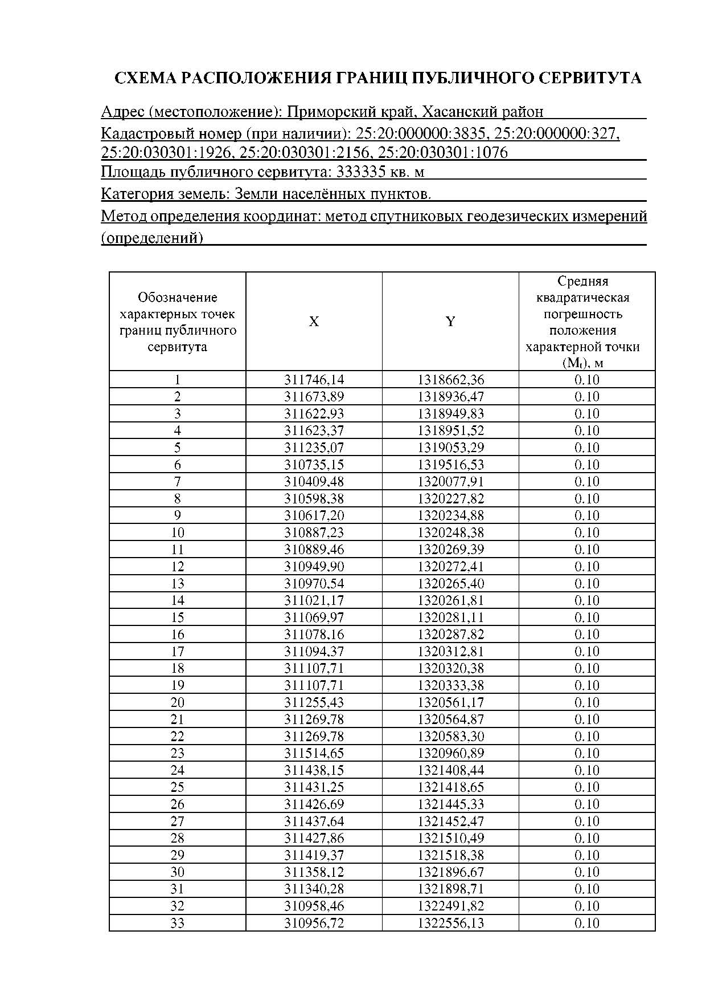 СХЕМА РАСПОЛОЖЕНИЯ ГРАНИЦ ПУБЛИЧНОГО СЕРВИТУТА
Адрес (местоположение): Приморский край, Хасанский район
Кадастровый номер (при наличии): 25:20:000000:3835, 25:20:000000:327,
25:20:030301:1926, 25:20:030301:2156, 25:20:030301:1076
Площадь публичного сервитута: 333335 кв. м
Категория земель: Земли населённых пунктов.
Метод определения координат: метод спутниковых геодезических измерений
(определений)
Обозначение
характерных точек
границ публичного
сервитута
X
Y
Средняя
квадратическая
погрешность
положения
характерной точки
(Mt), м
1 311746,14 1318662,36 0.10
2 311673,89 1318936,47 0.10
3 311622,93 1318949,83 0.10
4 311623,37 1318951,52 0.10
5 311235,07 1319053,29 0.10
6 310735,15 1319516,53 0.10
7 310409,48 1320077,91 0.10
8 310598,38 1320227,82 0.10
9 310617,20 1320234,88 0.10
10 310887,23 1320248,38 0.10
11 310889,46 1320269,39 0.10
12 310949,90 1320272,41 0.10
13 310970,54 1320265,40 0.10
14 311021,17 1320261,81 0.10
15 311069,97 1320281,11 0.10
16 311078,16 1320287,82 0.10
17 311094,37 1320312,81 0.10
18 311107,71 1320320,38 0.10
19 311107,71 1320333,38 0.10
20 311255,43 1320561,17 0.10
21 311269,78 1320564,87 0.10
22 311269,78 1320583,30 0.10
23 311514,65 1320960,89 0.10
24 311438,15 1321408,44 0.10
25 311431,25 1321418,65 0.10
26 311426,69 1321445,33 0.10
27 311437,64 1321452,47 0.10
28 311427,86 1321510,49 0.10
29 311419,37 1321518,38 0.10
30 311358,12 1321896,67 0.10
31 311340,28 1321898,71 0.10
32 310958,46 1322491,82 0.10
33 310956,72 1322556,13 0.10